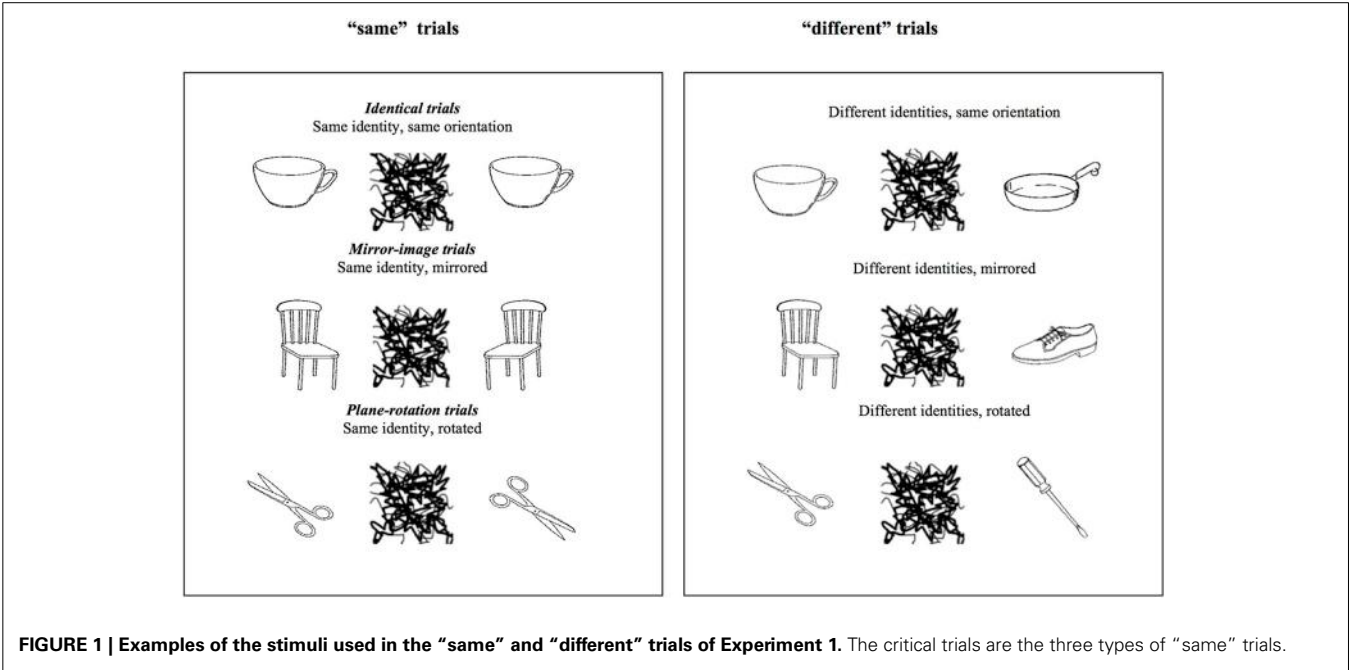 “same” trials
“different” trials
Identical trials
Same identity, same orientation
Mirror-image trials
Same identity, mirrored
Plane-rotation trials
Same identity, rotated
Different identities, same orientation
Different identities, mirrored
Different identities, rotated
FIGURE 1 | Examples of the stimuli used in the “same” and “different” trials of Experiment 1. The critical trials are the three types of “same” trials.